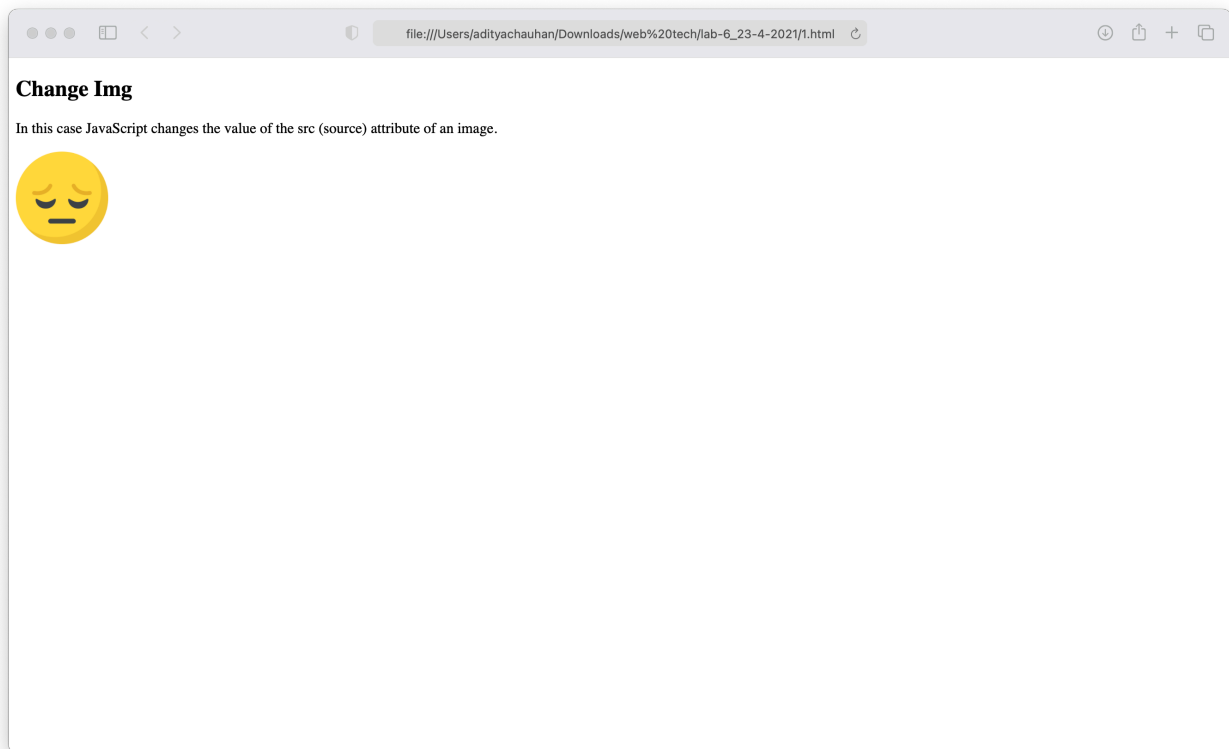 file:///Users/adityachauhan/Downloads/web%20tech/lab-6_23-4-2021/1.html
Change Img
In this case JavaScript changes the value of the src (source) attribute of an image.